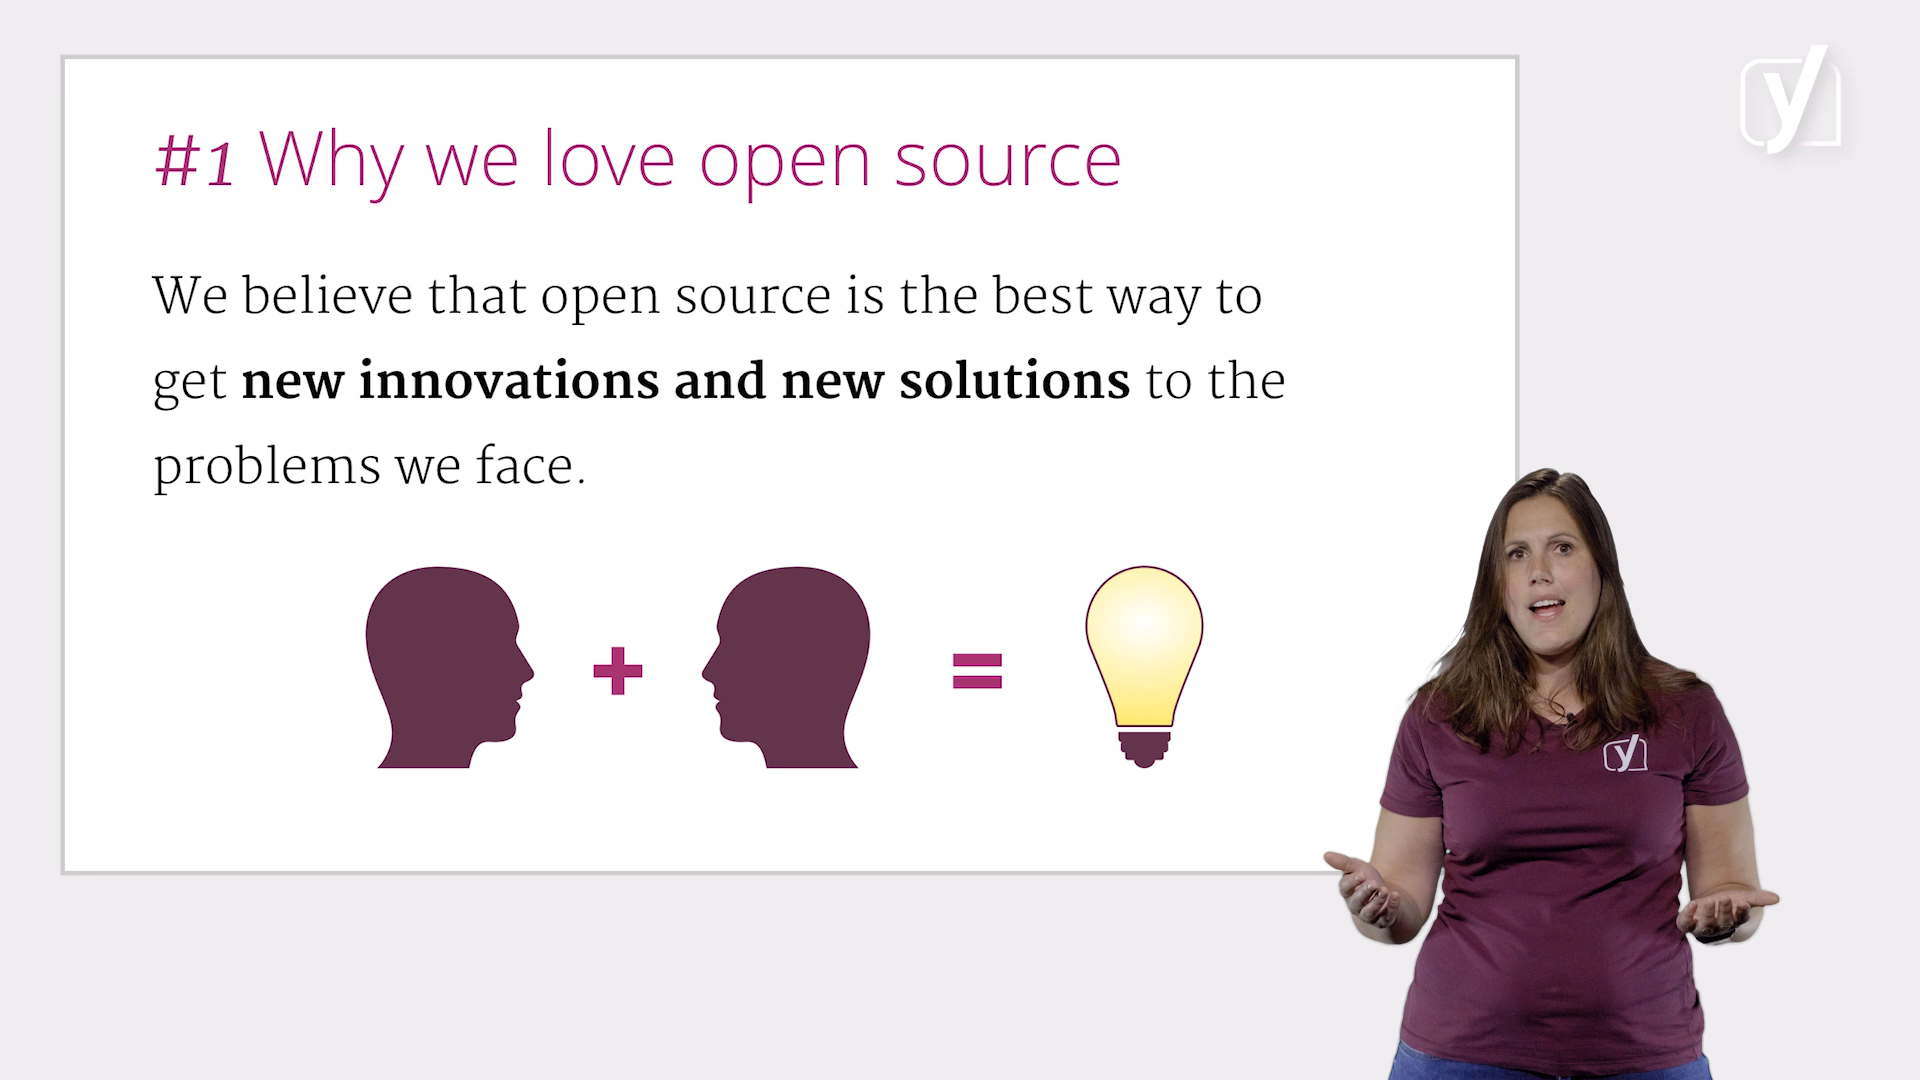 #1 Why we love open source
We believe that open source is the best way to
get new innovations and new solutions to the
problems we face.
+
=
y
y